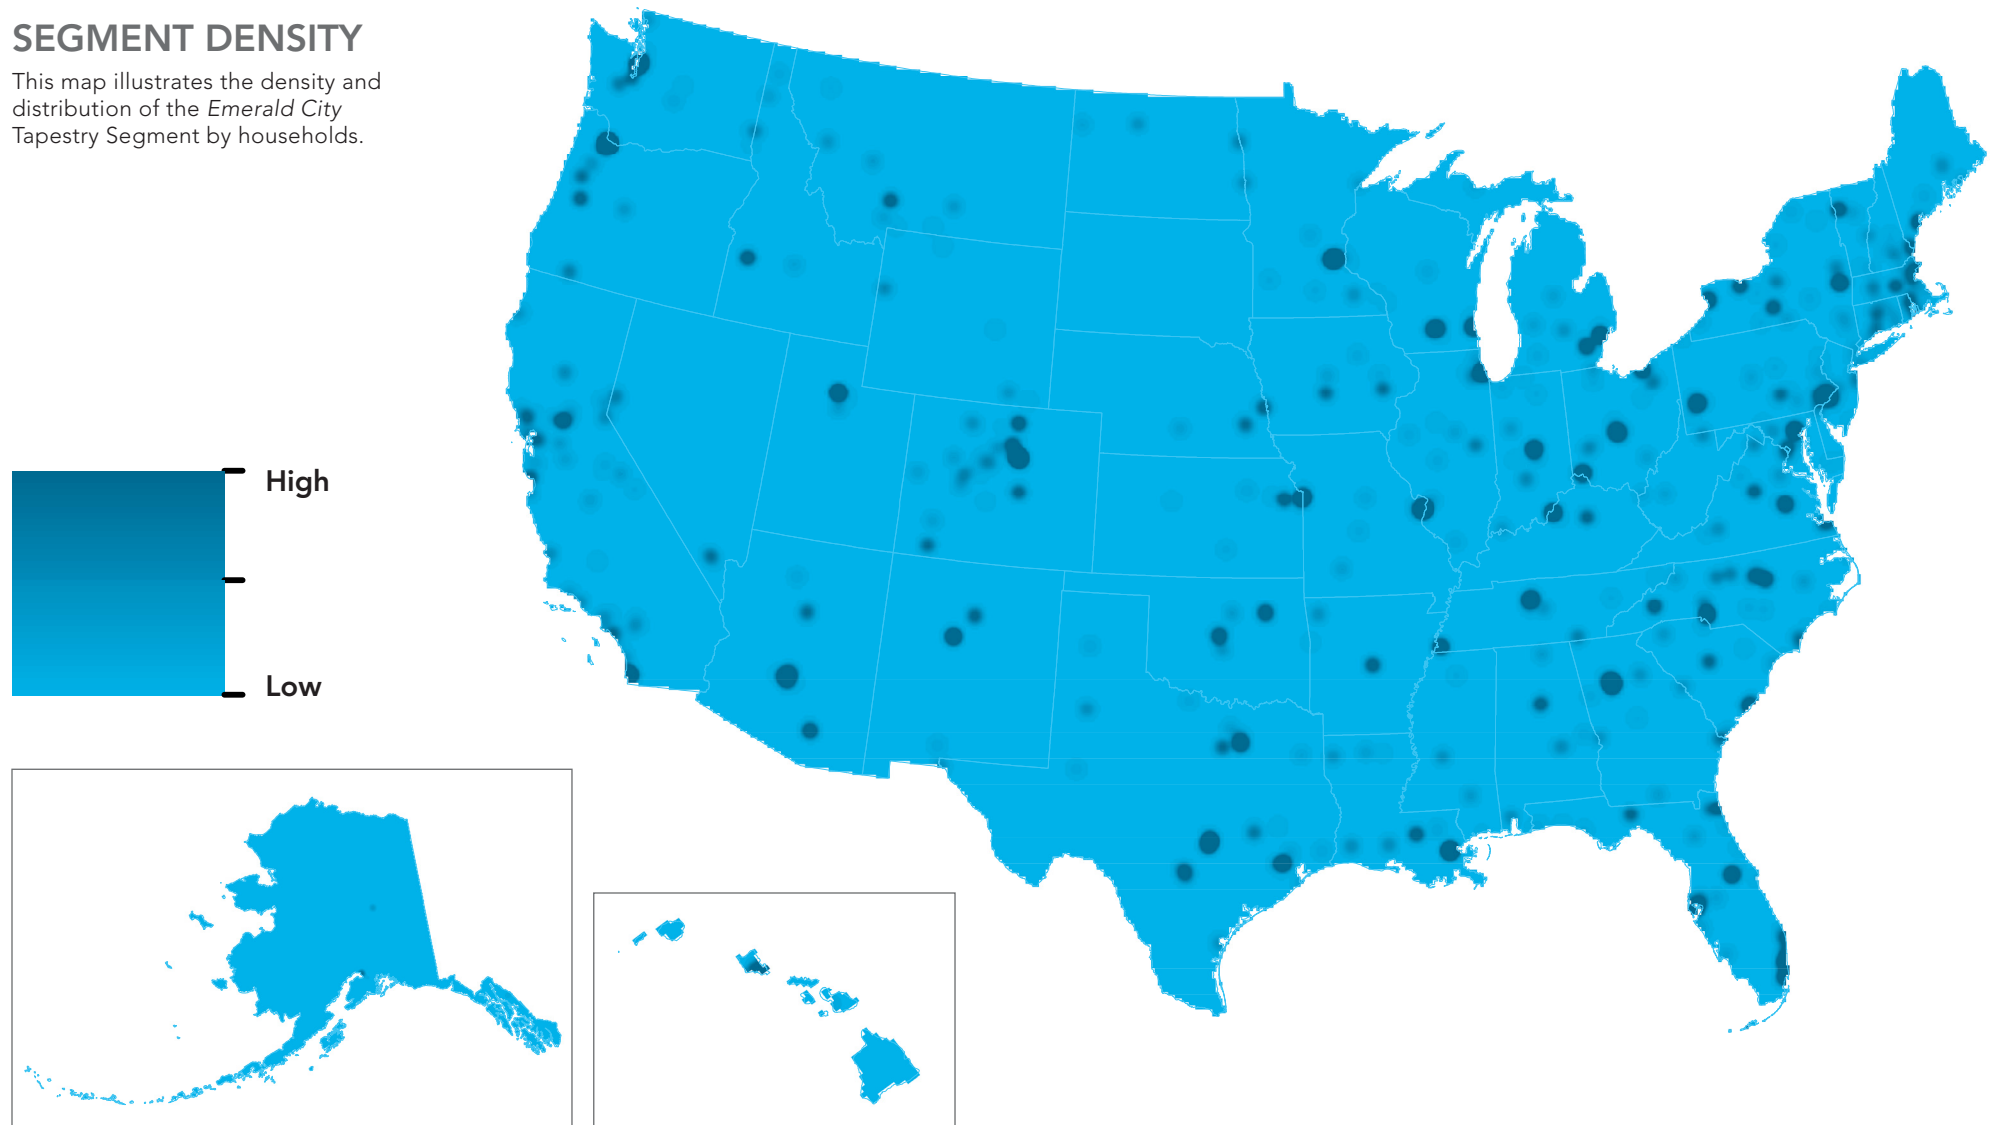 SEGMENT DENSITY
This map illustrates the density and
distribution of the Emerald City
Tapestry Segment by households.
High
Low